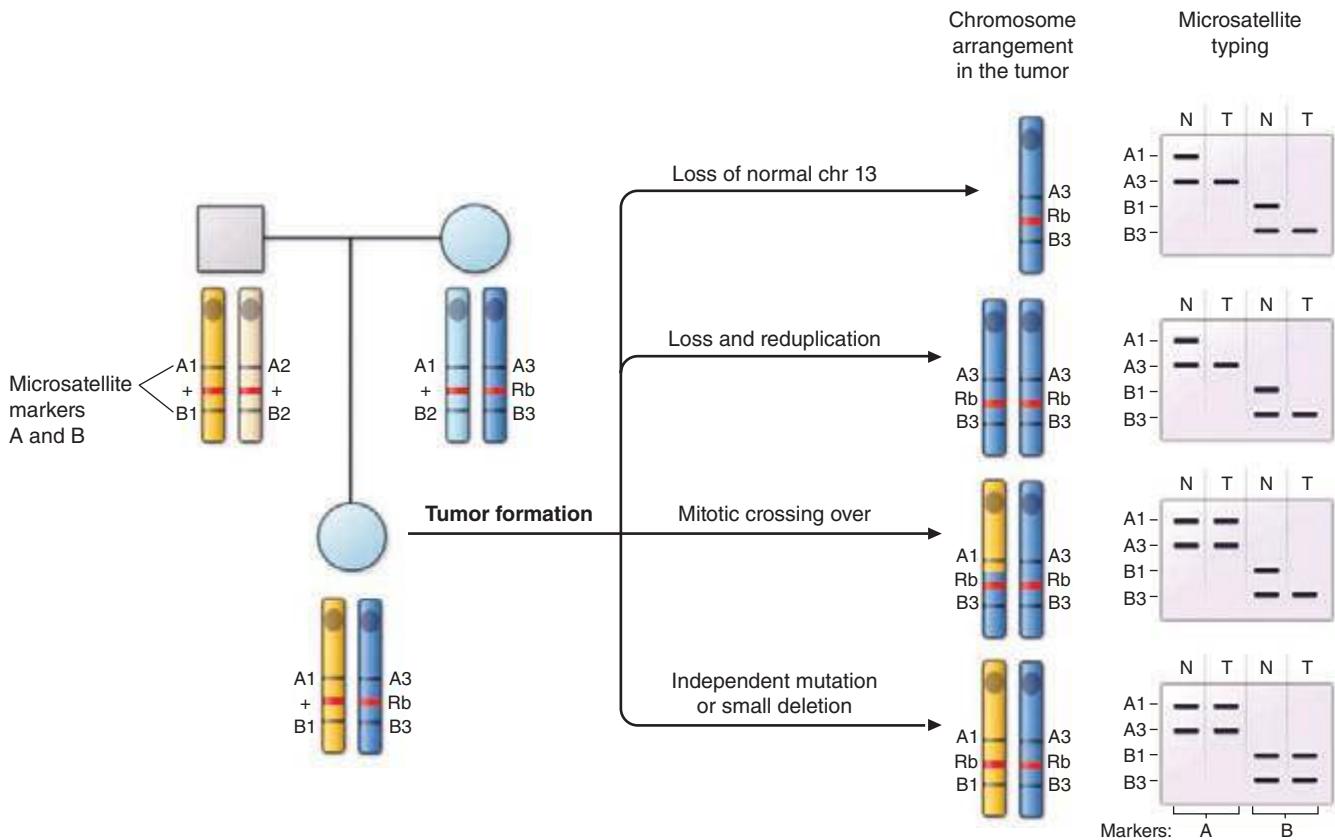 Chromosome
arrangement
in the tumor
Microsatellite
typing
N T N T
A1
A3
B1
B3
Loss of normal chr 13
A3
Rb
B3
N T N T
A1
A3
B1
B3
Loss and reduplication
A3 A3
Rb Rb
B3 B3
Microsatellite
markers
A and B
A1 A2
+ +
B1 B2
A1 A3
+ Rb
B2 B3
N T N T
A1
A3
B1
B3
Tumor formation
Mitotic crossing over
A1 A3
Rb Rb
B3 B3
A1 A3
+ Rb
B1 B3
Independent mutation
or small deletion
A1 A3
Rb Rb
B1 B3
N T N T
A1
A3
B1
B3
Markers: A B